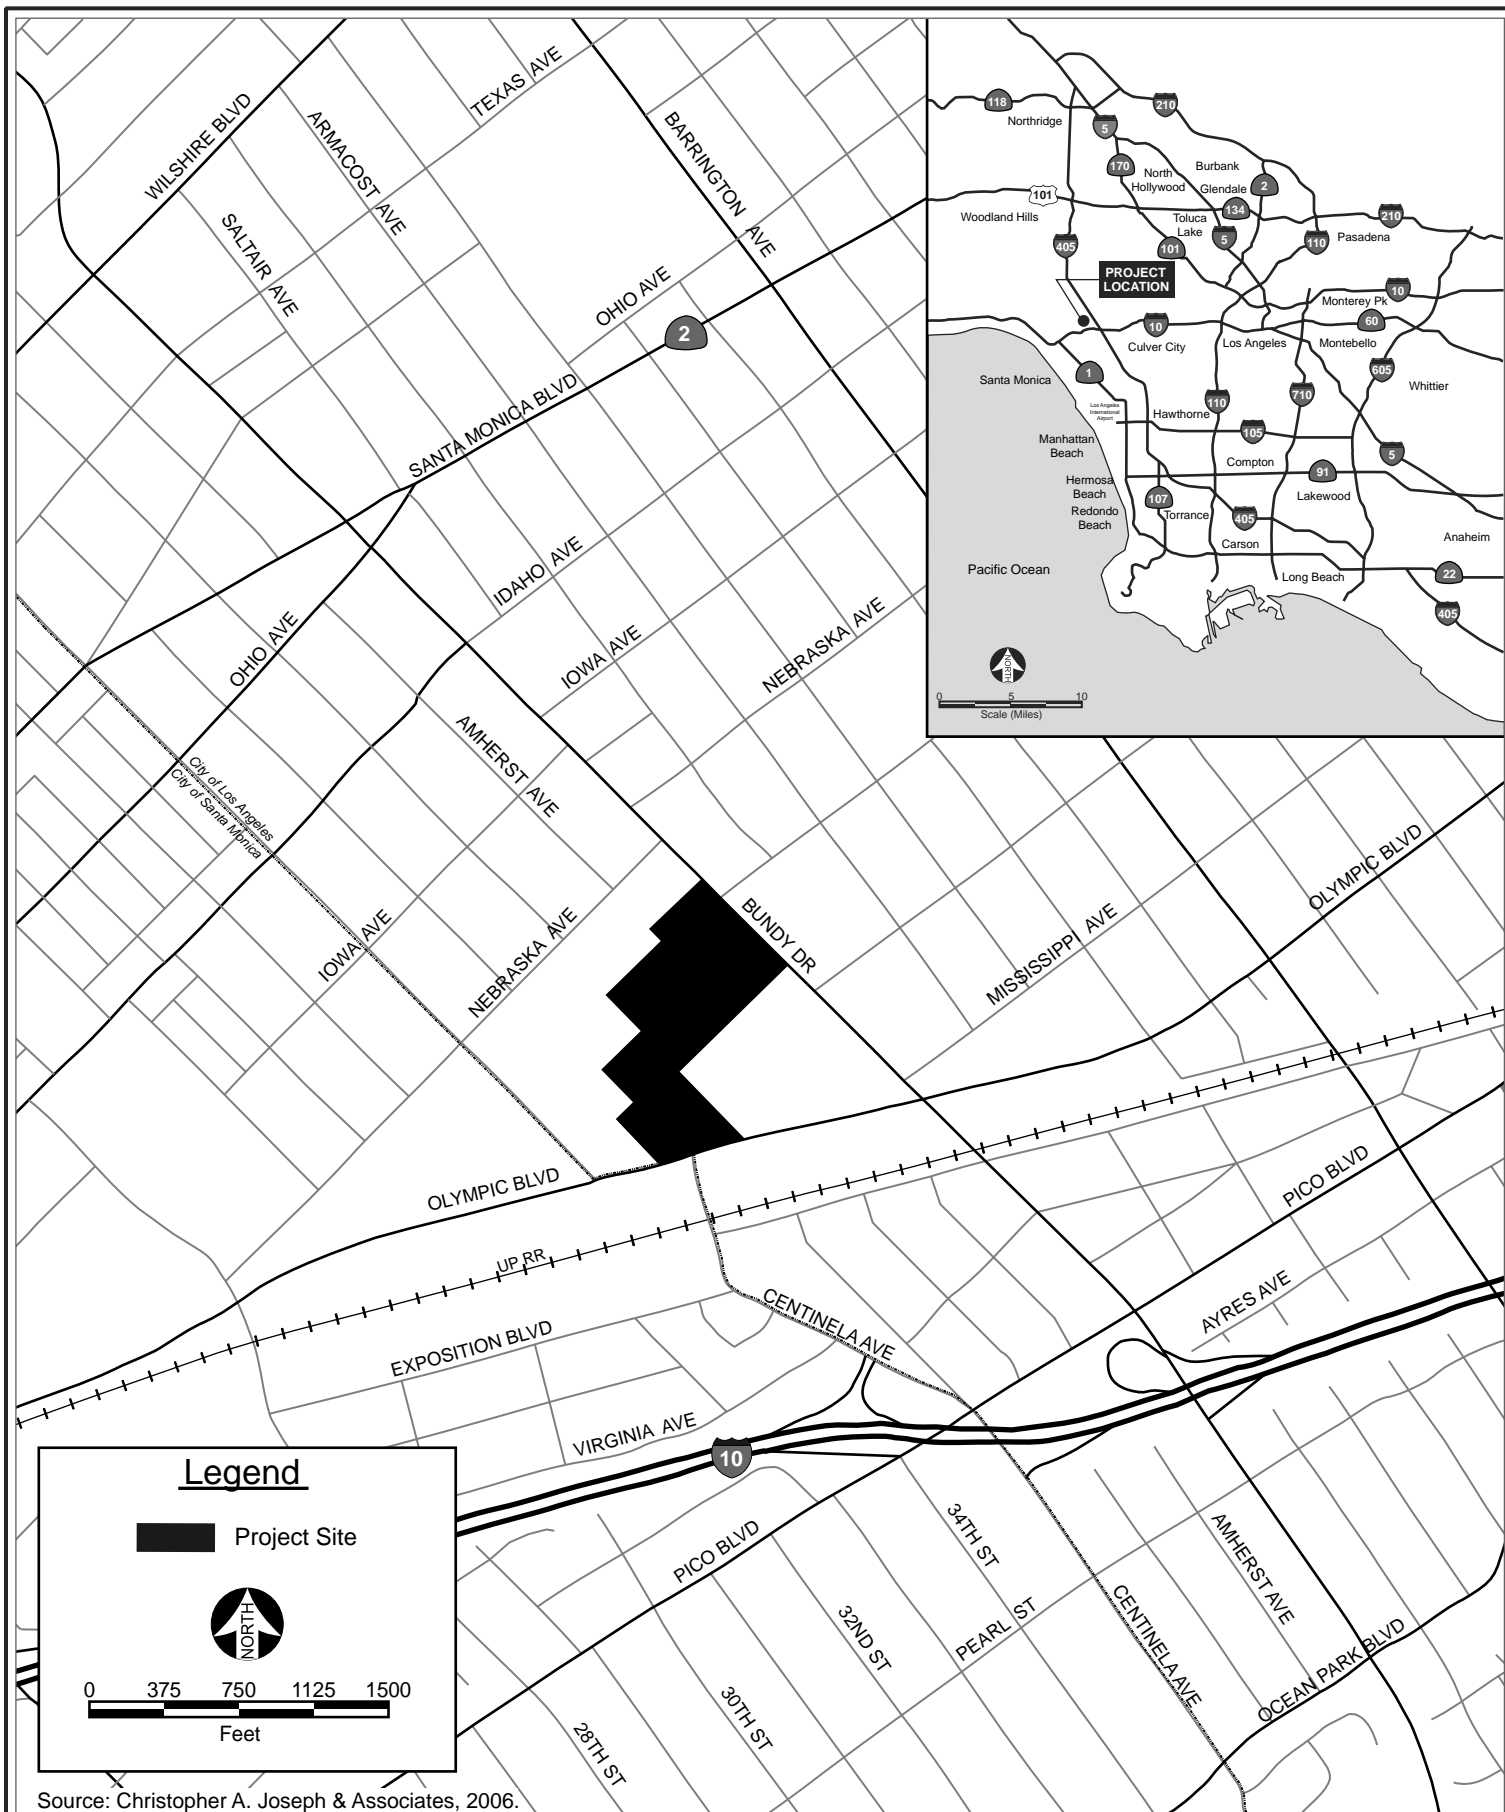 WILSHIRE BLVD
ARMACOST AVE
TEXAS AVE
BARRINGTON AVE
SALTAIR AVE
OHIO AVE
2
SANTA MONICA BLVD
IDAHO AVE
IOWA AVE
NEBRASKA AVE
OHIO AVE
AMHERST AVE
City of Los Angeles
City of Santa Monica
IOWA AVE
NEBRASKA AVE
BUNDY DR
MISSISSIPPI AVE
OLYMPIC BLVD
OLYMPIC BLVD
UP RR
EXPOSITION BLVD
CENTINELA AVE
VIRGINIA AVE
10
PICO BLVD
AYRES AVE
PICO BLVD
34TH ST
32ND ST
30TH ST
28TH ST
PEARL ST
CENTINELA AVE
AMHERST AVE
OCEAN PARK BLVD
118
Northridge
210
5
170
North
Hollywood
Burbank
Glendale
2
101
134
Woodland Hills
Toluca
Lake
210
405
101
5
110
Pasadena
PROJECT
LOCATION
10
Monterey Pk
10
60
Culver City
Los Angeles
Montebello
1
605
Santa Monica
Whittier
Los Angeles
International
Airport
110
710
Hawthorne
105
Manhattan
Beach
5
Compton
91
Hermosa
Beach
107
Lakewood
Redondo
Beach
Torrance
405
Carson
Anaheim
Pacific Ocean
Long Beach
22
405
NORTH
0 5 10
Scale (Miles)
Legend
Project Site
NORTH
0 375 750 1125 1500
Feet
Source: Christopher A. Joseph & Associates, 2006.